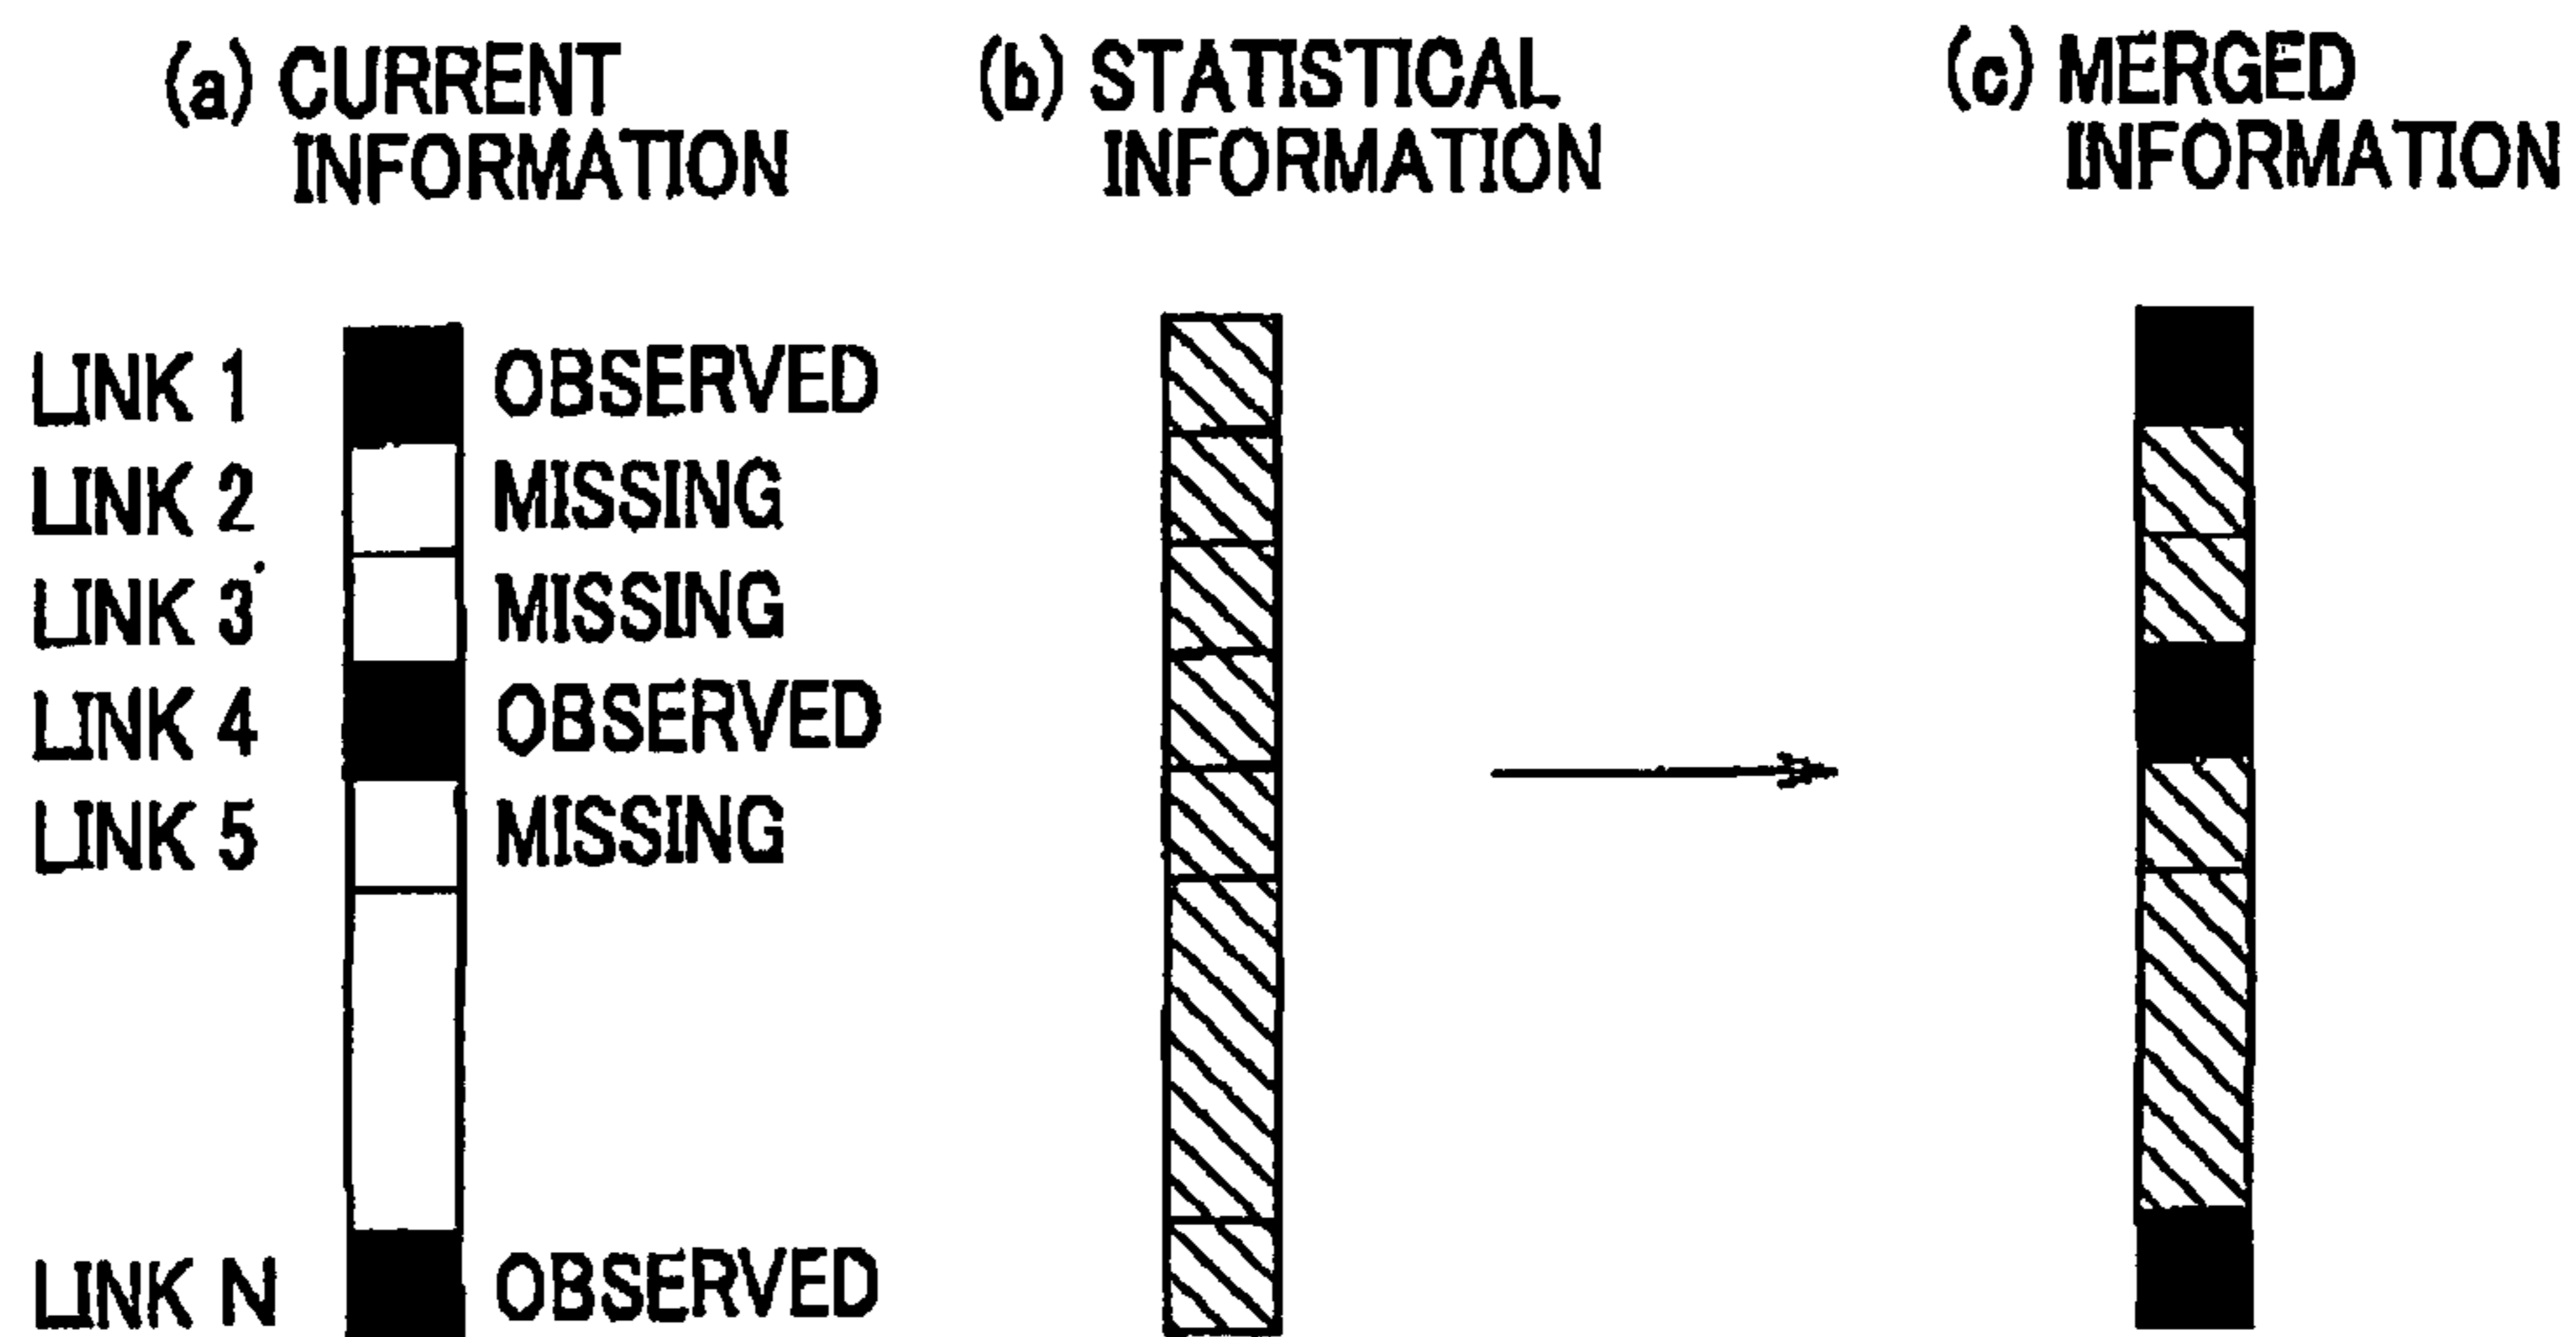 (a) CURRENT
INFORMATION
(b) STATISTICAL
INFORMATION
(c) MERGED
INFORMATION
LINK 1 OBSERVED
LINK 2 MISSING
LINK 3 MISSING
LINK 4 OBSERVED
LINK 5 MISSING
LINK N OBSERVED